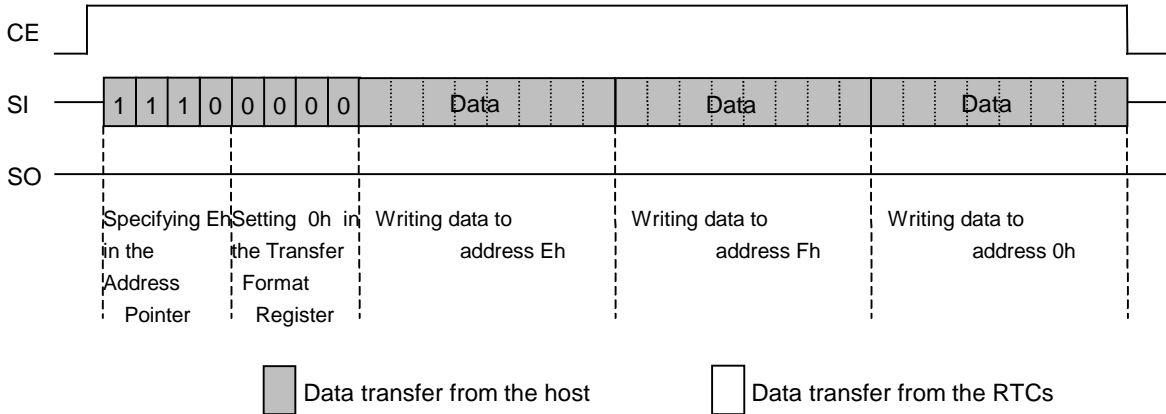 CE
SI 1 1 1 0 0 0 0 0 Data Data Data
SO
Specifying Eh Setting 0h in Writing data to Writing data to Writing data to
in the the Transfer address Eh address Fh address 0h
Address Format
Pointer Register
Data transfer from the host Data transfer from the RTCs